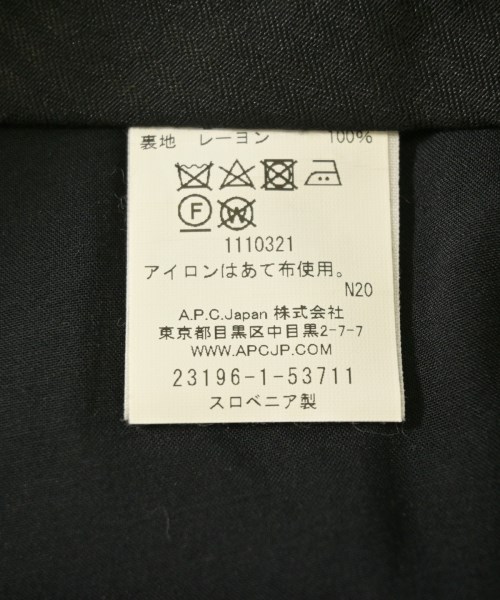 裏地 レーヨン 100%
F W
1110321
アイロンはあて布使用。
N20
A.P.C.Japan 株式会社
東京都目黒区中目黒2-7-7
WWW.APCJP.COM
23196-1-53711
スロベニア製